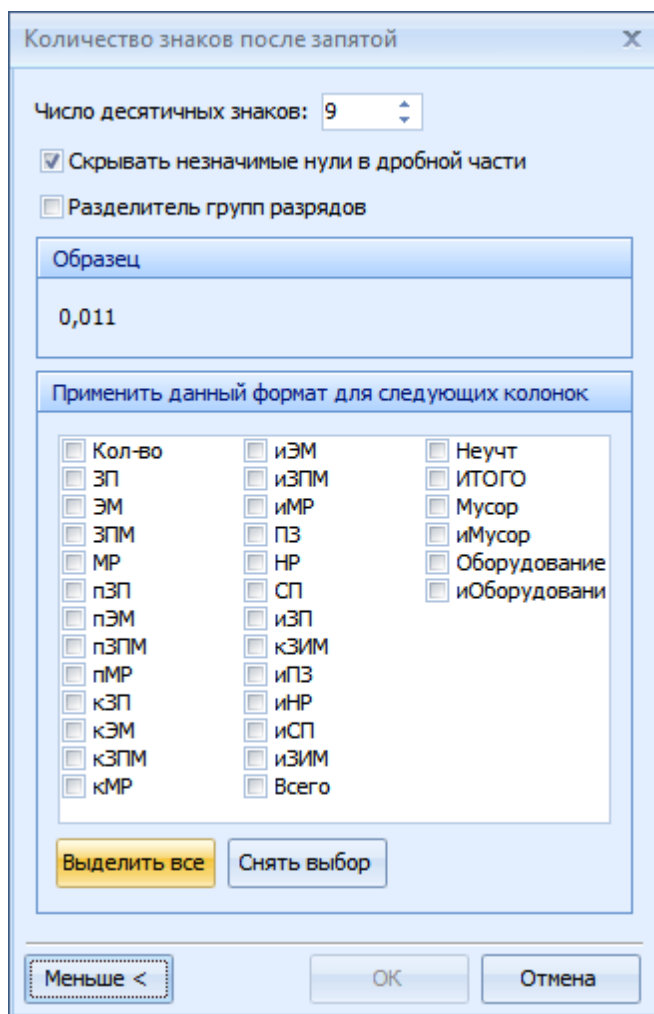 Количество знаков после запятой
Число десятичных знаков: 9
Скрывать незначимые нули в дробной части
Разделитель групп разрядов
Образец
0,011
Применить данный формат для следующих колонок
Кол-во
ЗП
ЭМ
ЗПМ
МР
пЗП
пЭМ
пЗПМ
пМР
кЗП
кЭМ
кЗПМ
кМР
иЭМ
иЗПМ
иМР
ПЗ
НР
СП
иЗП
кЗИМ
иПЗ
иНР
иСП
иЗИМ
Всего
Неучт
ИТОГО
Мусор
иМусор
Оборудование
иОборудовани
Выделить все
Снять выбор
Меньше <
ОК
Отмена